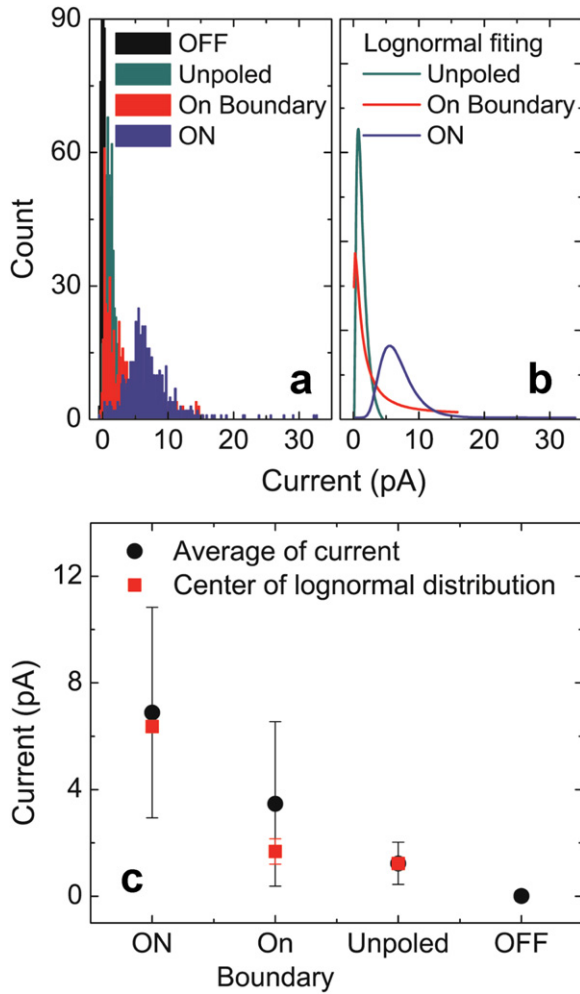 90
60
30
0
Count
OFF
Unpoled
On Boundary
ON
a
0 10 20 30
Lognormal fiting
Unpoled
On Boundary
ON
b
0 10 20 30
Current (pA)
12
8
4
0
Current (pA)
Average of current
Center of lognormal distribution
c
ON On Unpoled OFF
Boundary